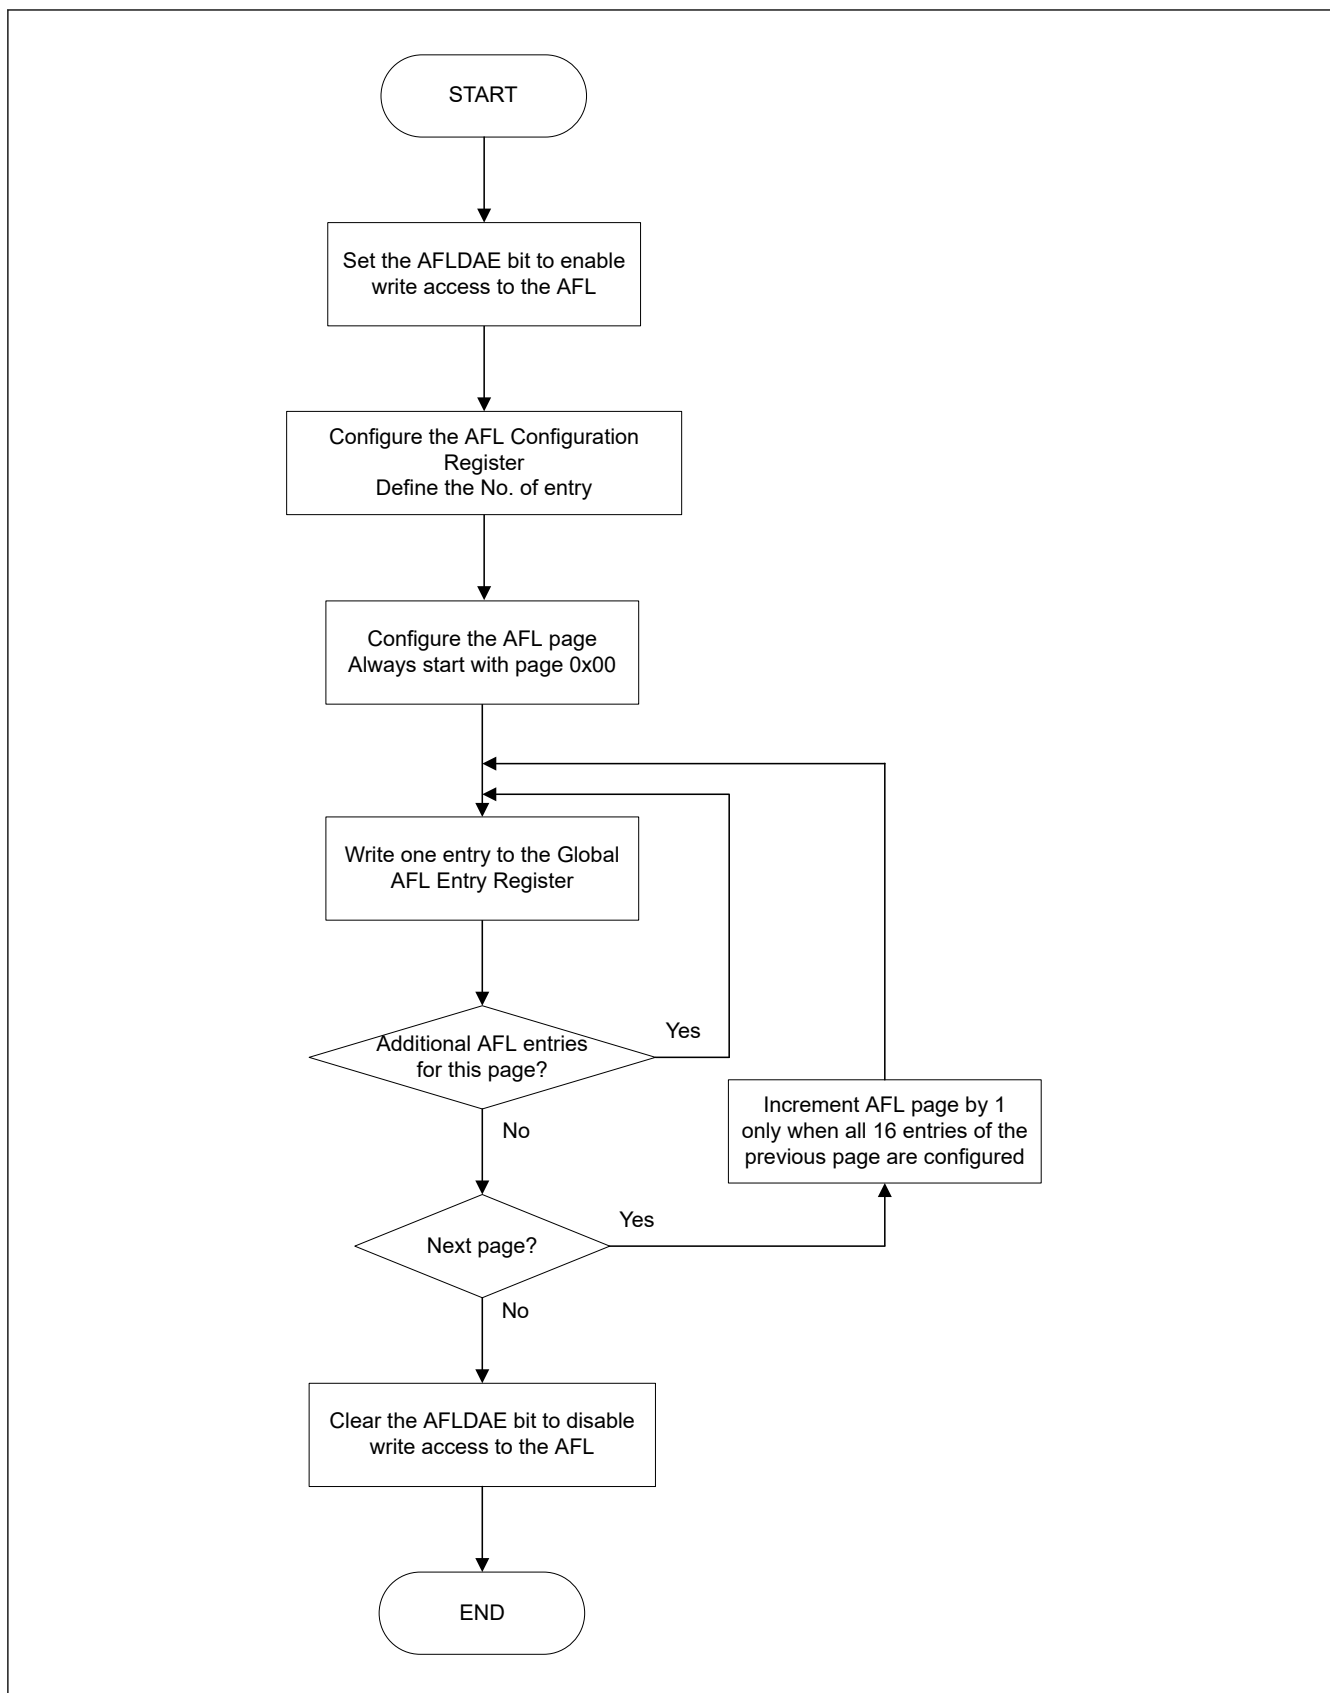 START
Set the AFLDAE bit to enable
write access to the AFL
Configure the AFL Configuration
Register
Define the No. of entry
Configure the AFL page
Always start with page 0x00
Write one entry to the Global
AFL Entry Register
Additional AFL entries
for this page?
Yes
No
Increment AFL page by 1
only when all 16 entries of the
previous page are configured
Next page?
Yes
No
Clear the AFLDAE bit to disable
write access to the AFL
END